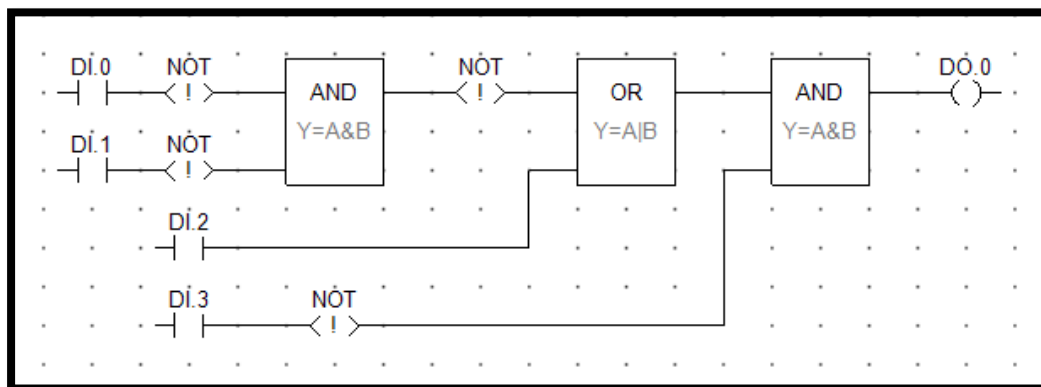 DI.0 NOT AND NOT OR AND DO.0
! ! Y=A&B Y=A|B Y=A&B
DI.1 NOT
!
DI.2
DI.3 NOT
!